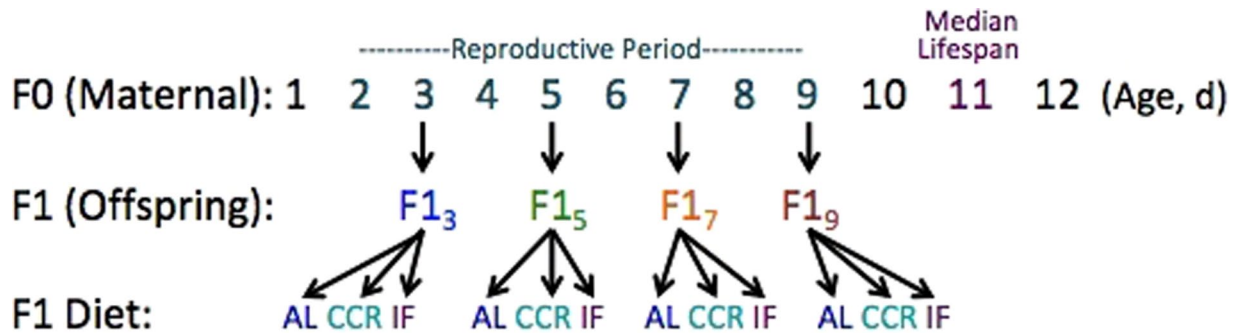 Median
----------Reproductive Period----------- Lifespan
F0 (Maternal): 1 2 3 4 5 6 7 8 9 10 11 12 (Age, d)
F1 (Offspring): F1₃ F1₅ F1₇ F1₉
F1 Diet: AL CCR IF AL CCR IF AL CCR IF AL CCR IF